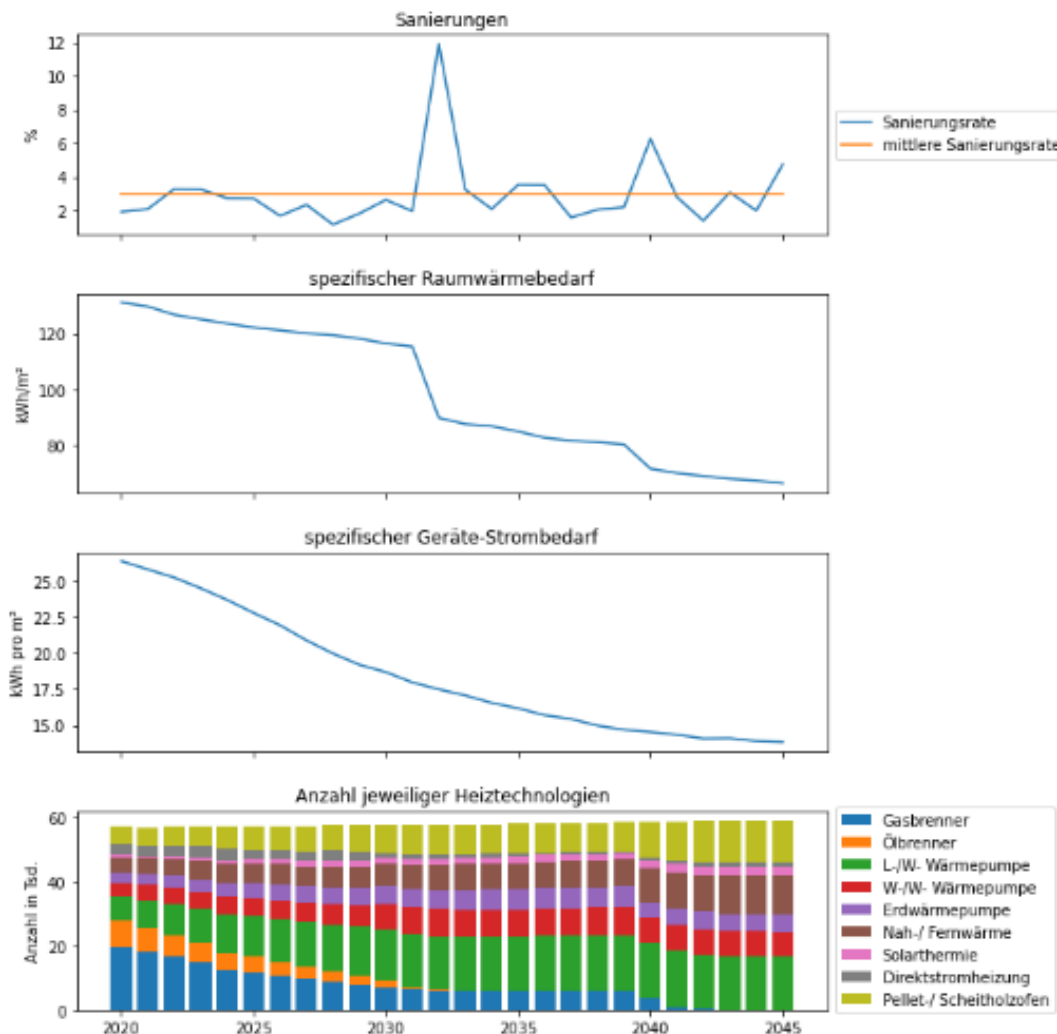 Sanierungen
12
10
8
6
4
2
%
Sanierungsrate
mittlere Sanierungsrate
spezifischer Raumwärmebedarf
120
100
80
kWh/m²
spezifischer Geräte-Strombedarf
25.0
22.5
20.0
17.5
15.0
kWh pro m²
Anzahl jeweiliger Heiztechnologien
60
40
20
0
Anzahl in Tsd.
2020
2025
2030
2035
2040
2045
Gasbrenner
Ölbrenner
L-/W- Wärmepumpe
W-/W- Wärmepumpe
Erdwärmepumpe
Nah-/ Fernwärme
Solarthermie
Direktstromheizung
Pellet-/ Scheitholzofen